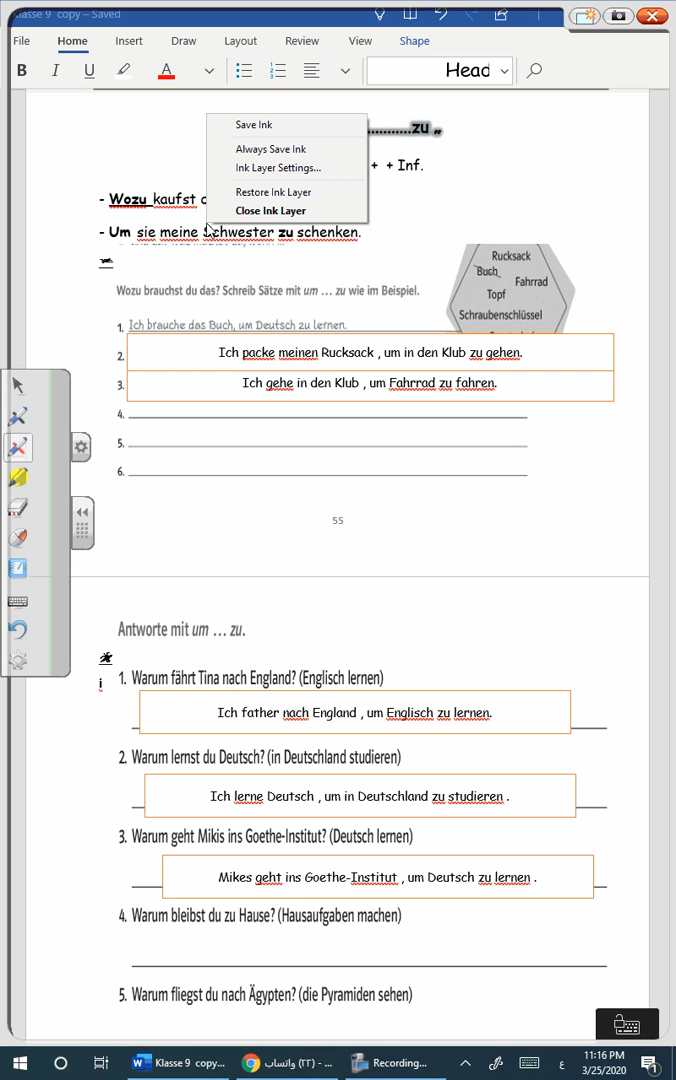 Klasse 9 copy – Saved
File Home Insert Draw Layout Review View Shape
B I U A Head
Save Ink
Always Save Ink
Ink Layer Settings...
Restore Ink Layer
Close Ink Layer
............zu „
+ + Inf.
- Wozu kaufst
- Um sie meine Schwester zu schenken.
Rucksack
Buch
Fahrrad
Topf
Schraubenschlüssel
Wozu brauchst du das? Schreib Sätze mit um ... zu wie im Beispiel.
1. Ich brauche das Buch, um Deutsch zu lernen.
2. Ich packe meinen Rucksack , um in den Klub zu gehen.
3. Ich gehe in den Klub , um Fahrrad zu fahren.
4.
5.
6.
55
Antworte mit um ... zu.
i
1. Warum fährt Tina nach England? (Englisch lernen)
Ich father nach England , um Englisch zu lernen.
2. Warum lernst du Deutsch? (in Deutschland studieren)
Ich lerne Deutsch , um in Deutschland zu studieren .
3. Warum geht Mikis ins Goethe-Institut? (Deutsch lernen)
Mikes geht ins Goethe-Institut , um Deutsch zu lernen .
4. Warum bleibst du zu Hause? (Hausaufgaben machen)
5. Warum fliegst du nach Ägypten? (die Pyramiden sehen)
Klasse 9 copy... (٢٢) واتساب - ... Recording... ع 11:16 PM
3/25/2020
1